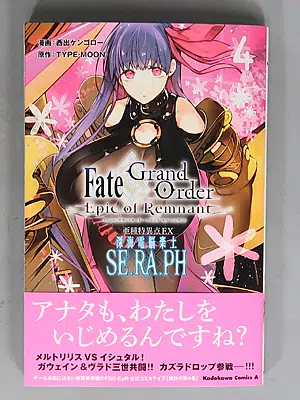 漫画:西出ケンゴロー
原作:TYPE-MOON
4
Fate Grand Order
Epic of Remnant
亜種特異点EX
深海電脳楽土
SE.RA.PH
アナタも、わたしを
いじめるんですね?
メルトリリス VS イシュタル!
ガウェイン&ヴラド三世共闘!! カズラドロップ参戦──!!!
Kadokawa Comics A